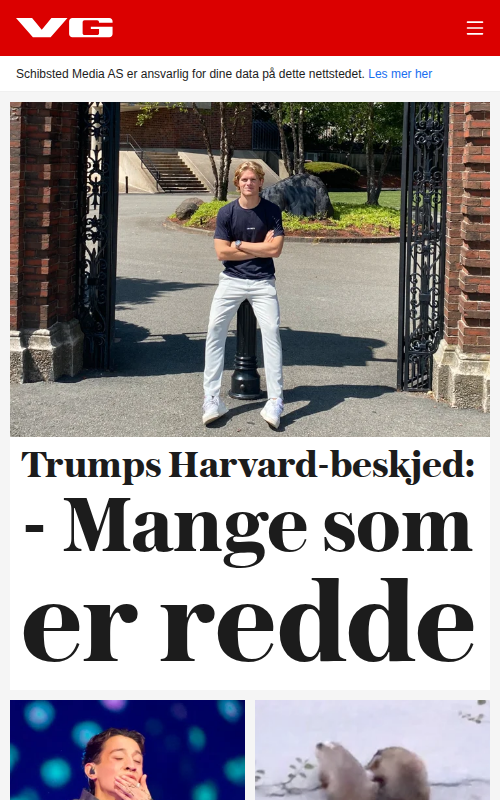 VG
Schibsted Media AS er ansvarlig for dine data på dette nettstedet. Les mer her
Trumps Harvard-beskjed:
- Mange som
er redde